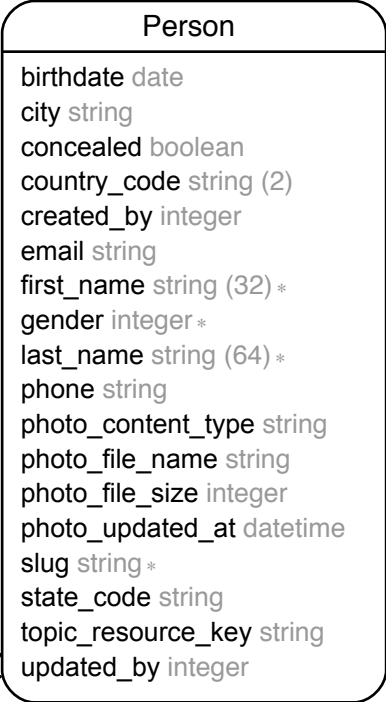 Person
birthdate date
city string
concealed boolean
country_code string (2)
created_by integer
email string
first_name string (32) ∗
gender integer ∗
last_name string (64) ∗
phone string
photo_content_type string
photo_file_name string
photo_file_size integer
photo_updated_at datetime
slug string ∗
state_code string
topic_resource_key string
updated_by integer